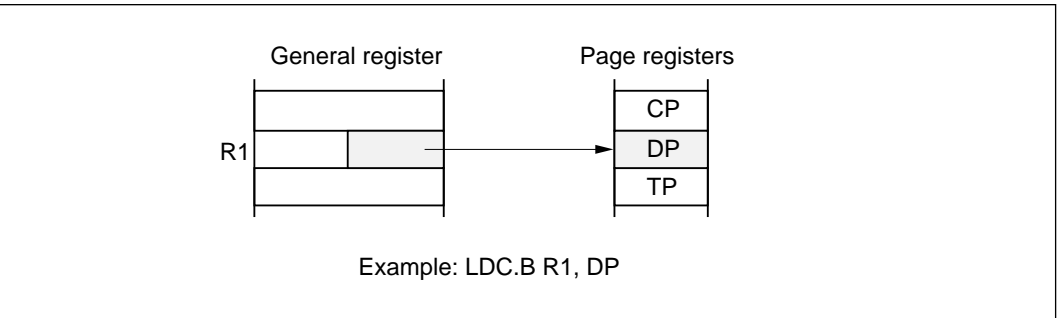 General register
Page registers
CP
R1
DP
TP
Example: LDC.B R1, DP